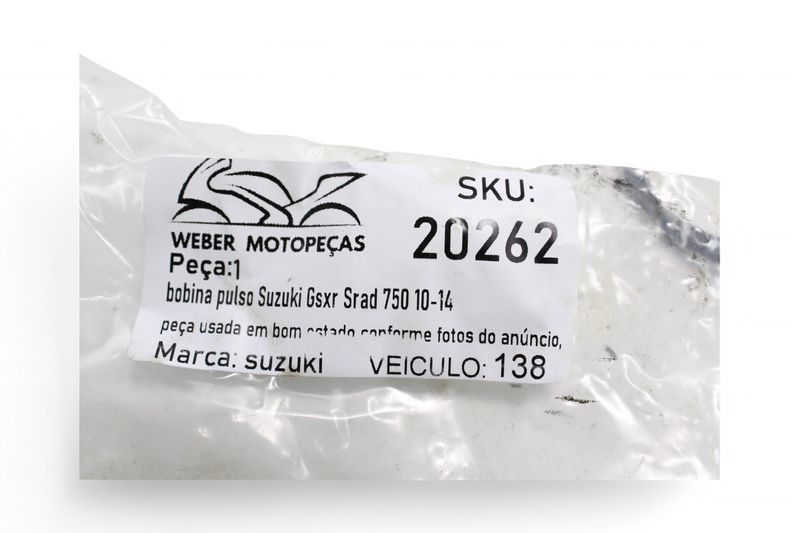 SKU:
20262
WEBER MOTOPEÇAS
Peça:1
bobina pulso Suzuki Gsxr Srad 750 10-14
peça usada em bom estado conforme fotos do anúncio,
Marca: suzuki VEICULO: 138